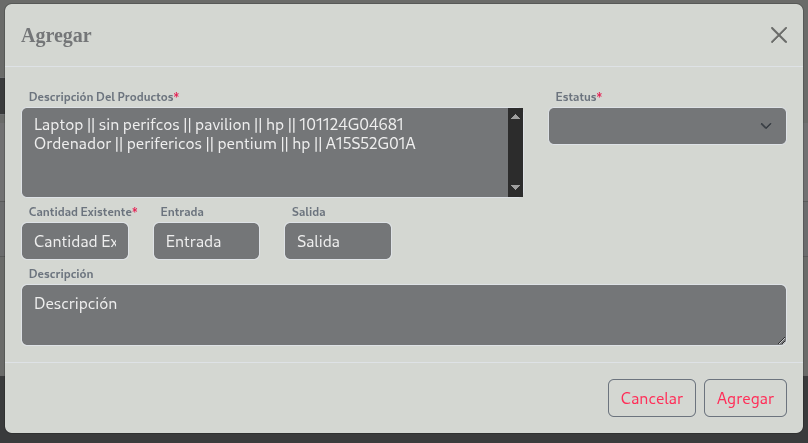 Agregar
Descripción Del Productos*
Estatus*
Laptop || sin perifcos || pavilion || hp || 101124G04681
Ordenador || perifericos || pentium || hp || A15S52G01A
Cantidad Existente* Entrada Salida
Cantidad Ex Entrada Salida
Descripción
Descripción
Cancelar Agregar